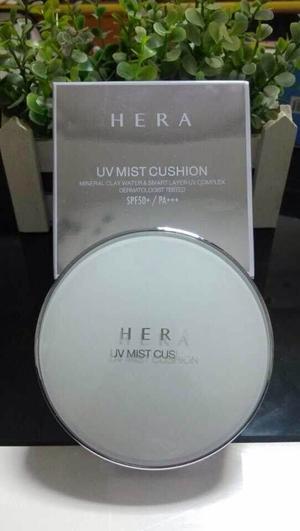 HERA
UV MIST CUSHION
MINERAL CLAY WATER & SMART LAYER-UV COMPLEX
DERMATOLOGIST TESTED
SPF50+ / PA+++
HERA
UV MIST CUSHION